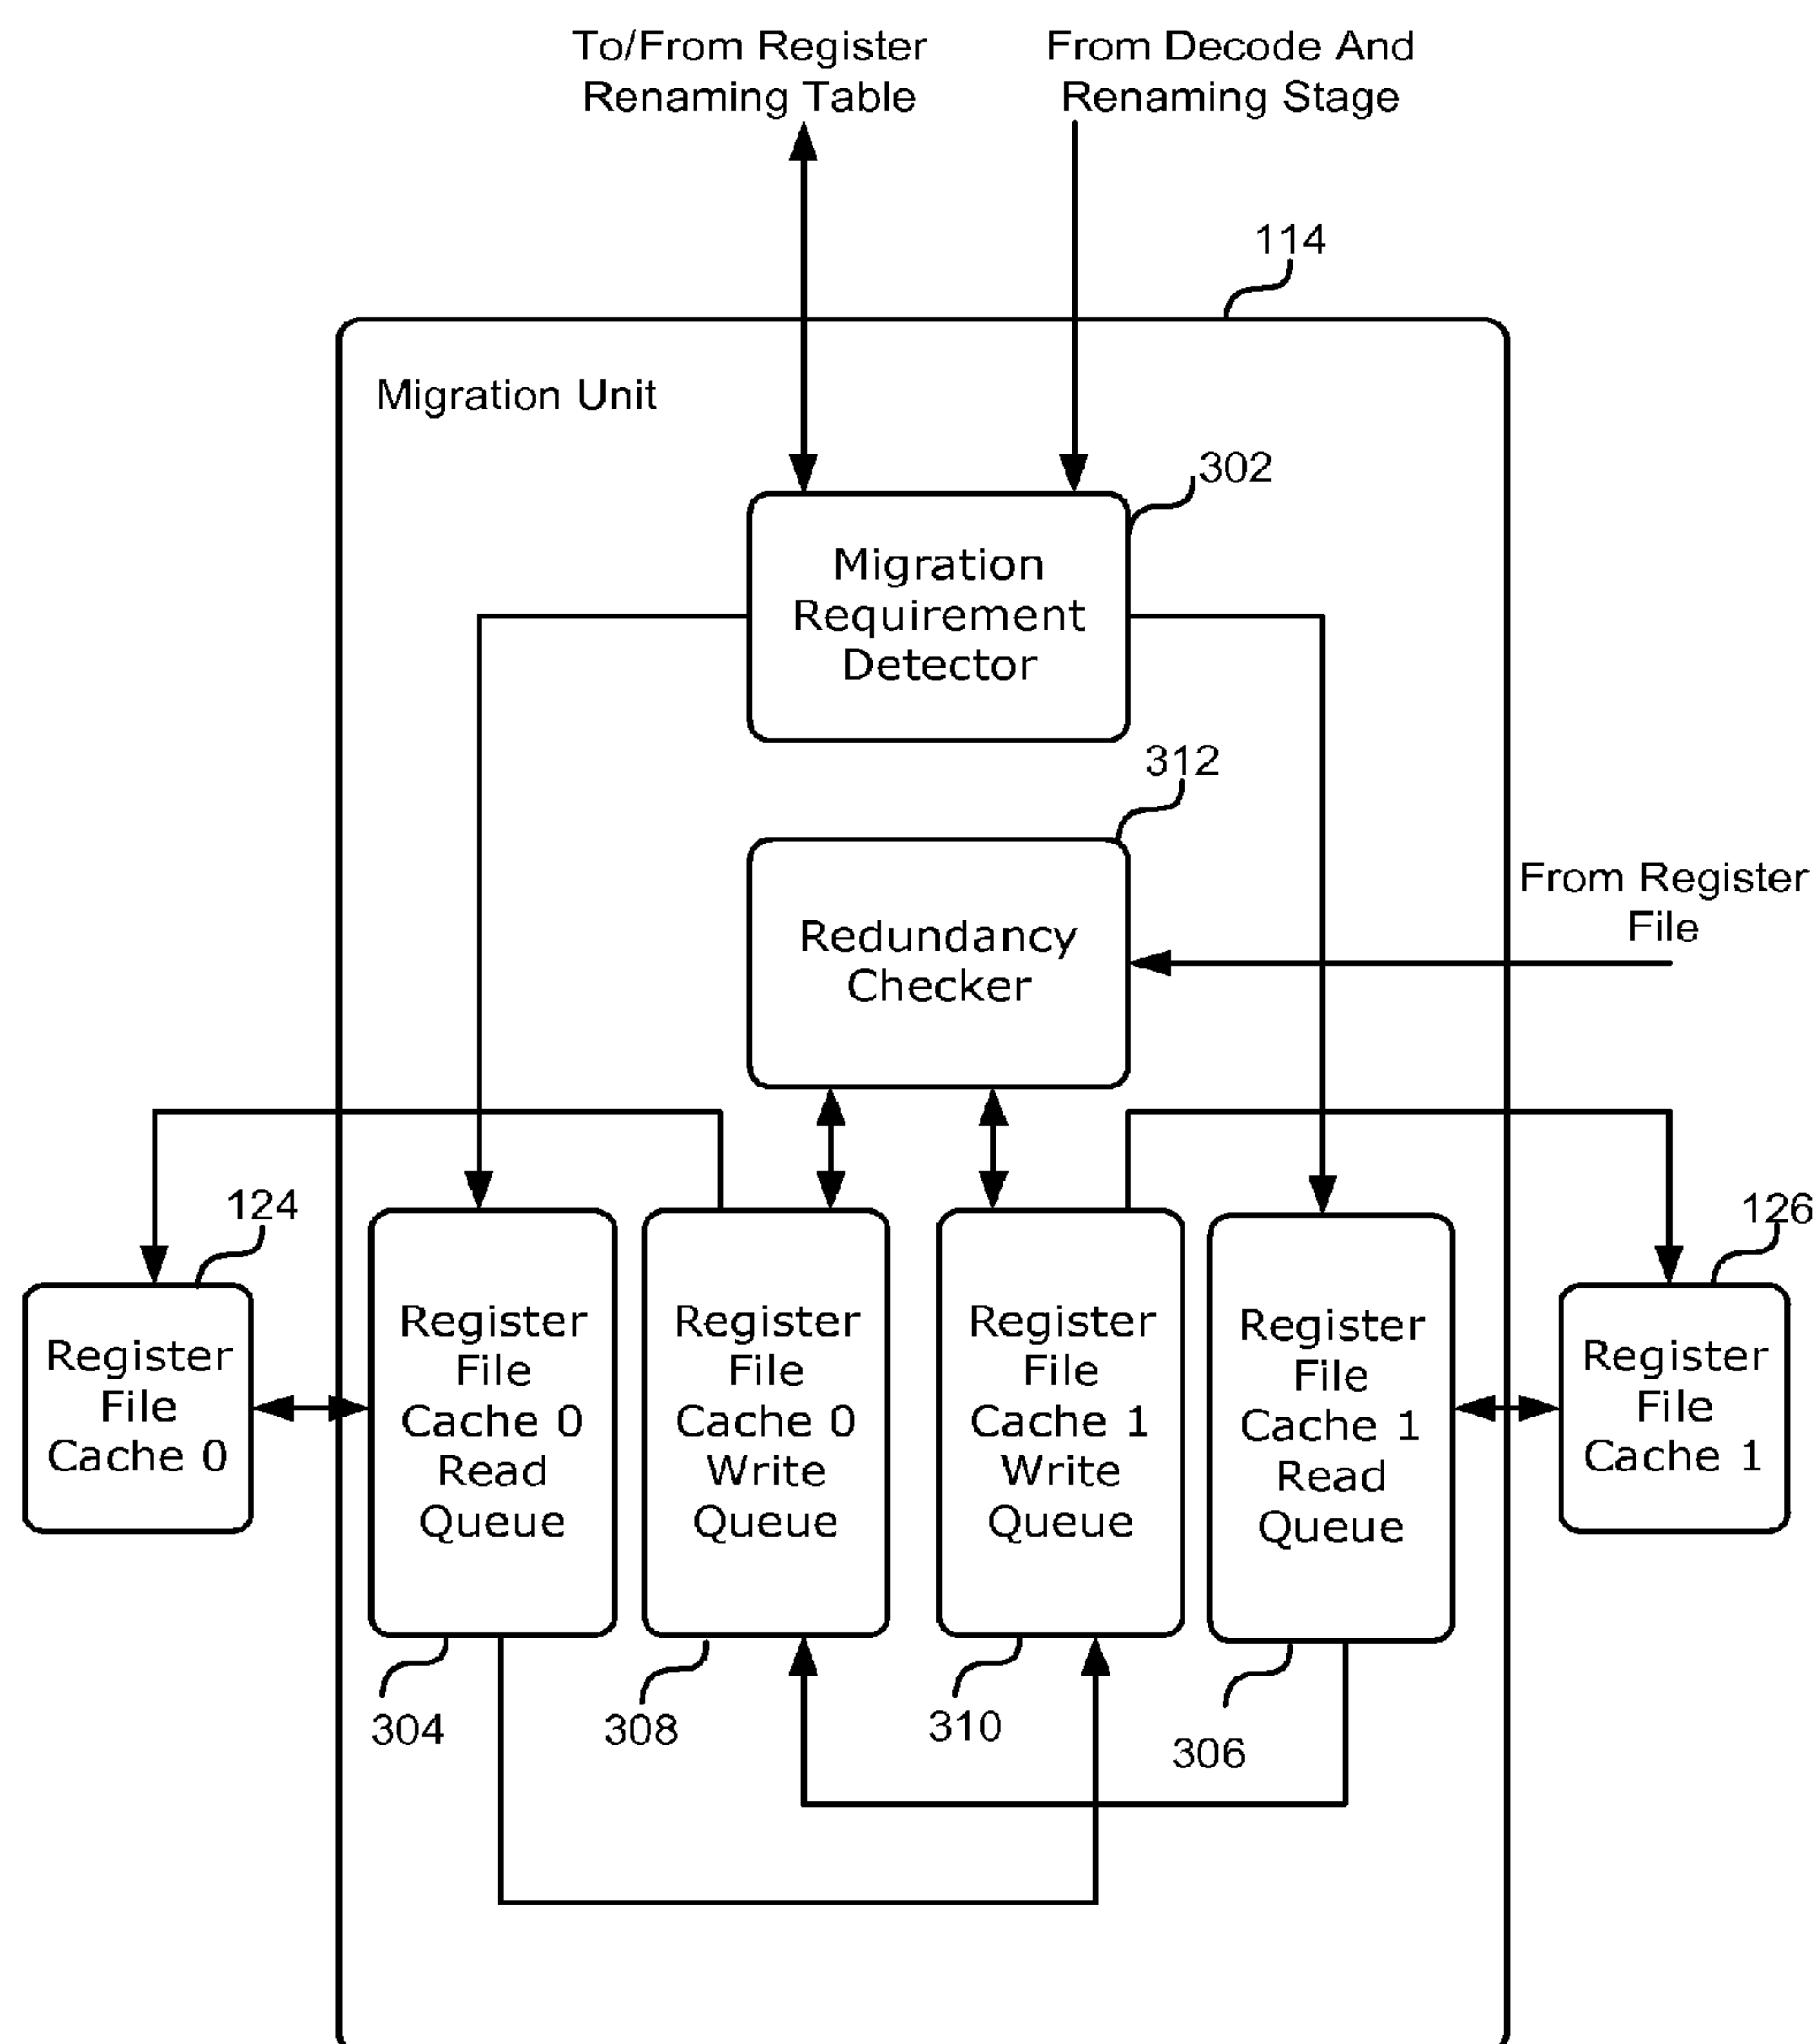 To/From Register
Renaming Table
From Decode And
Renaming Stage
114
Migration Unit
302
Migration
Requirement
Detector
312
Redundancy
Checker
From Register
File
124
Register
File
Cache 0
Register
File
Cache 0
Read
Queue
Register
File
Cache 0
Write
Queue
Register
File
Cache 1
Write
Queue
Register
File
Cache 1
Read
Queue
126
Register
File
Cache 1
304
308
310
306